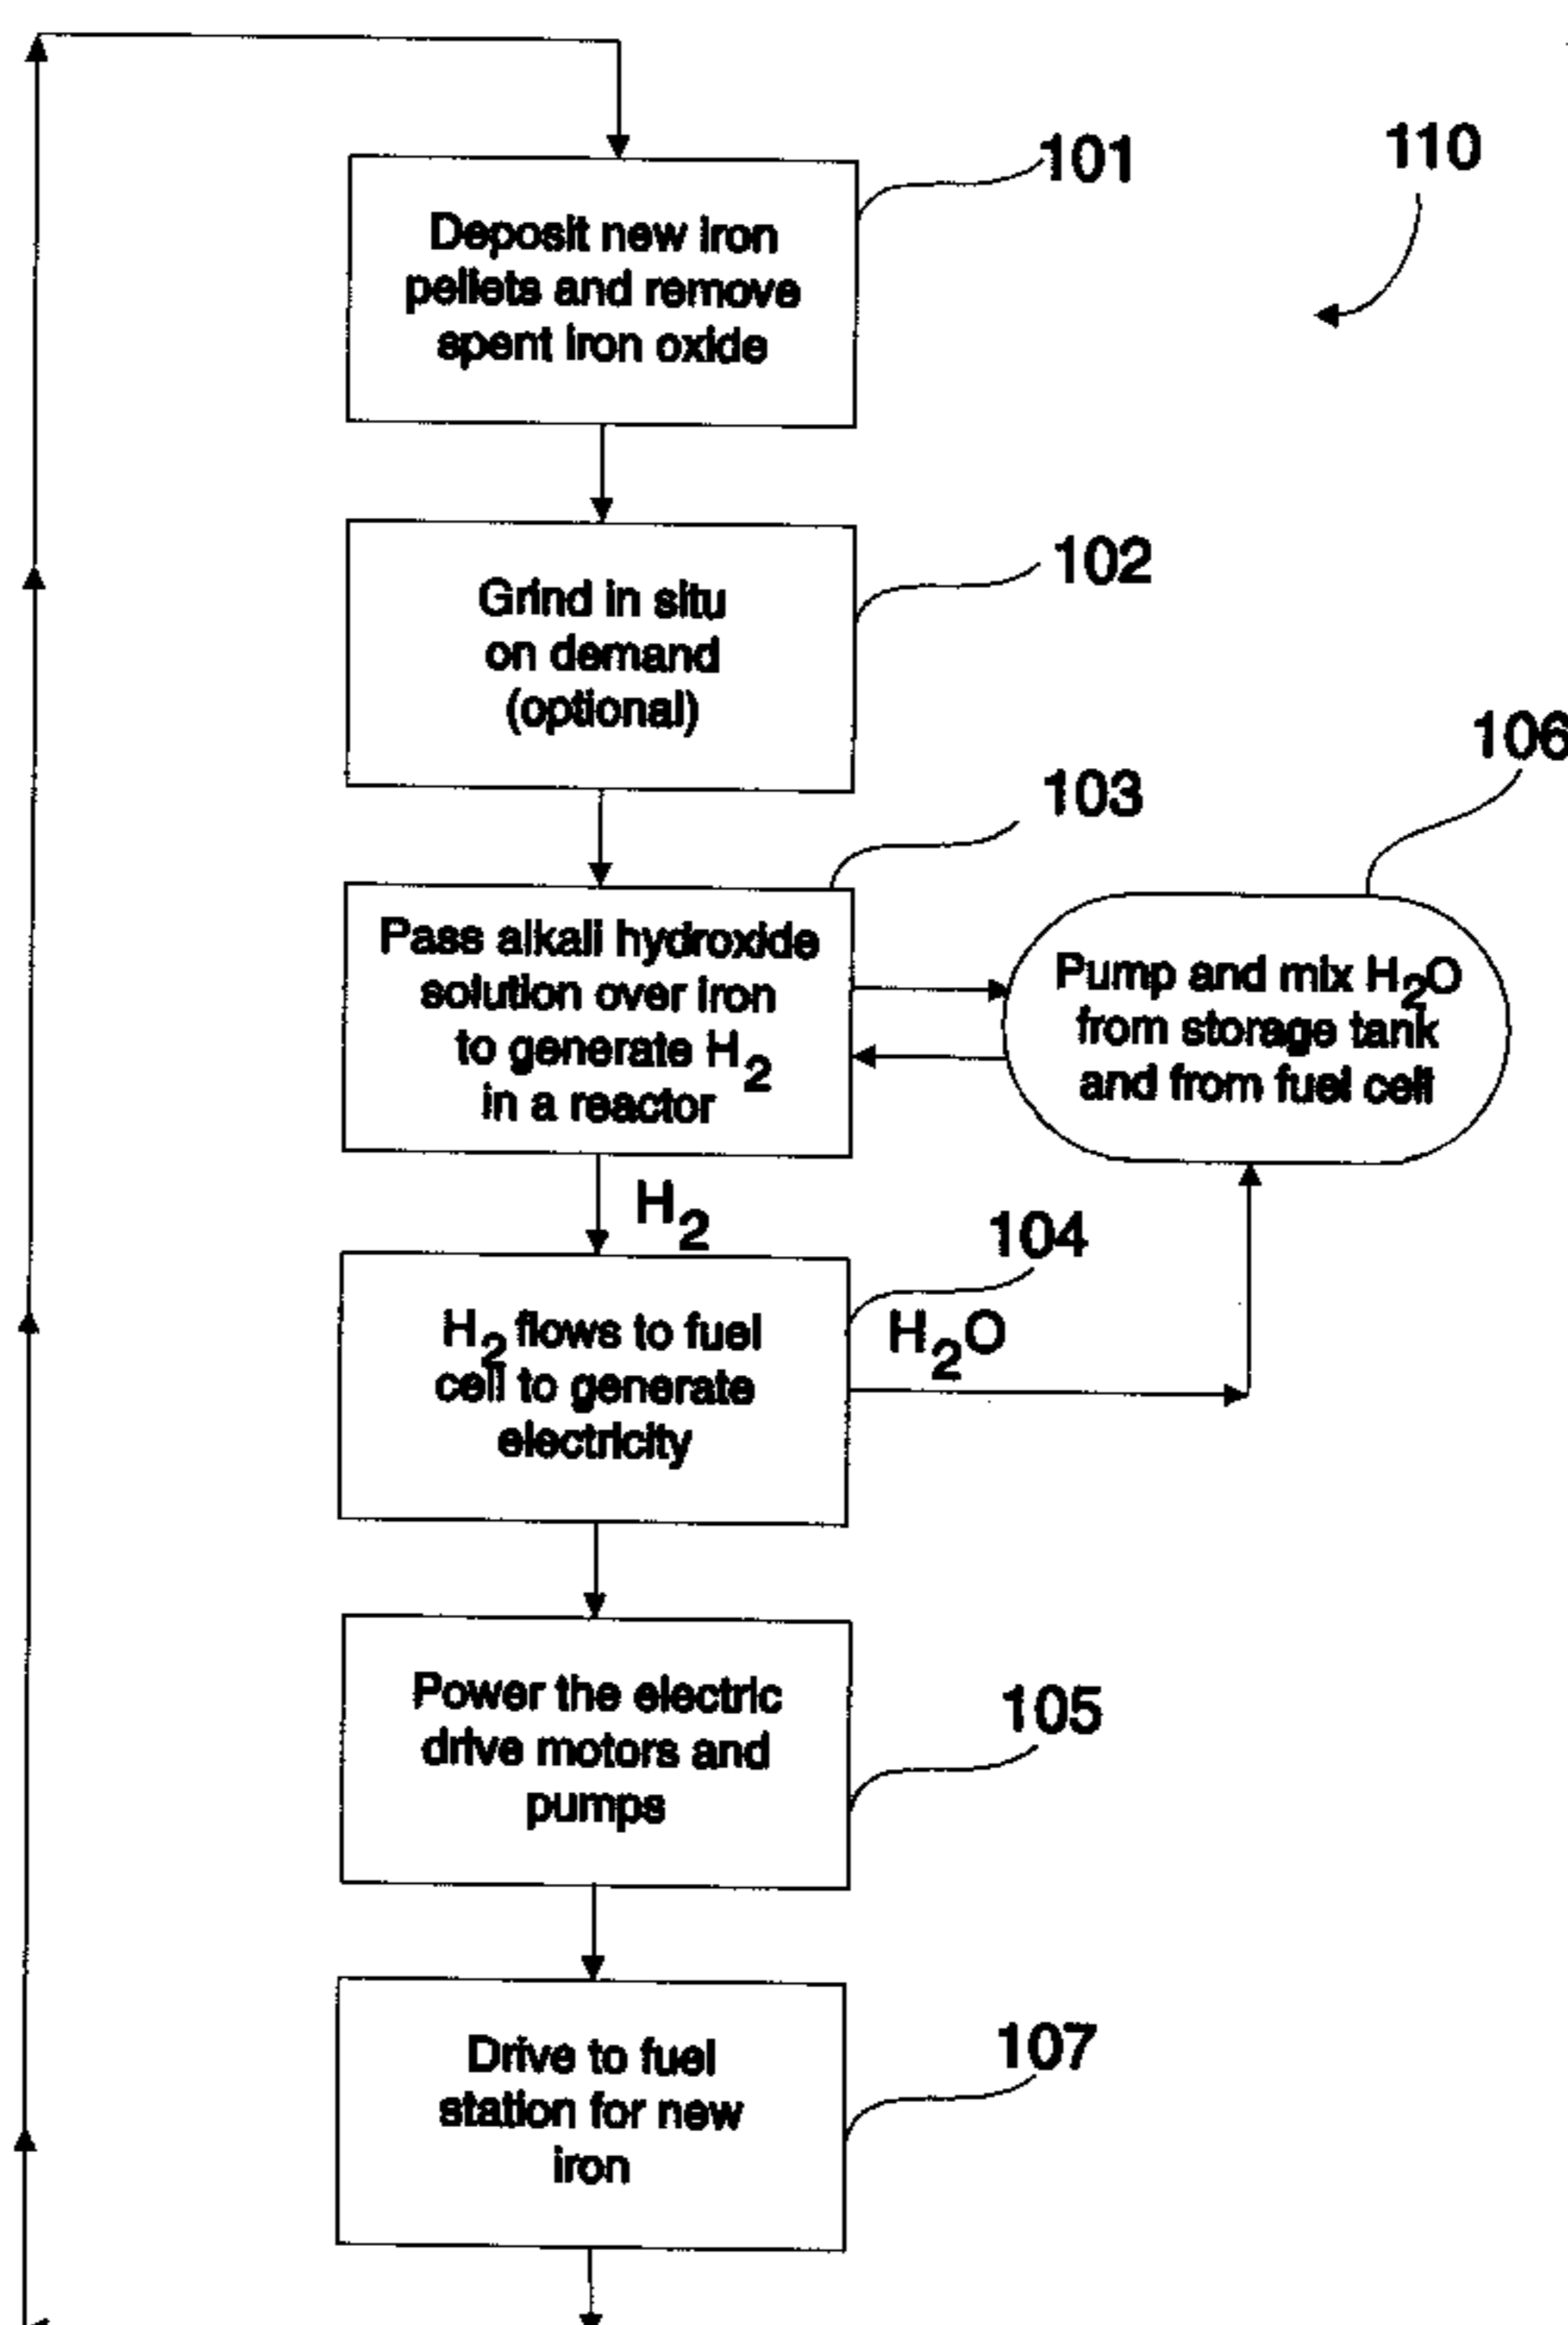 101
110
Deposit new iron
pellets and remove
spent iron oxide
102
Grind in situ
on demand
(optional)
106
103
Pass alkali hydroxide
solution over iron
to generate H2
in a reactor
Pump and mix H2O
from storage tank
and from fuel cell
H2
104
H2 flows to fuel
cell to generate
electricity
H2O
Power the electric
drive motors and
pumps
105
107
Drive to fuel
station for new
iron